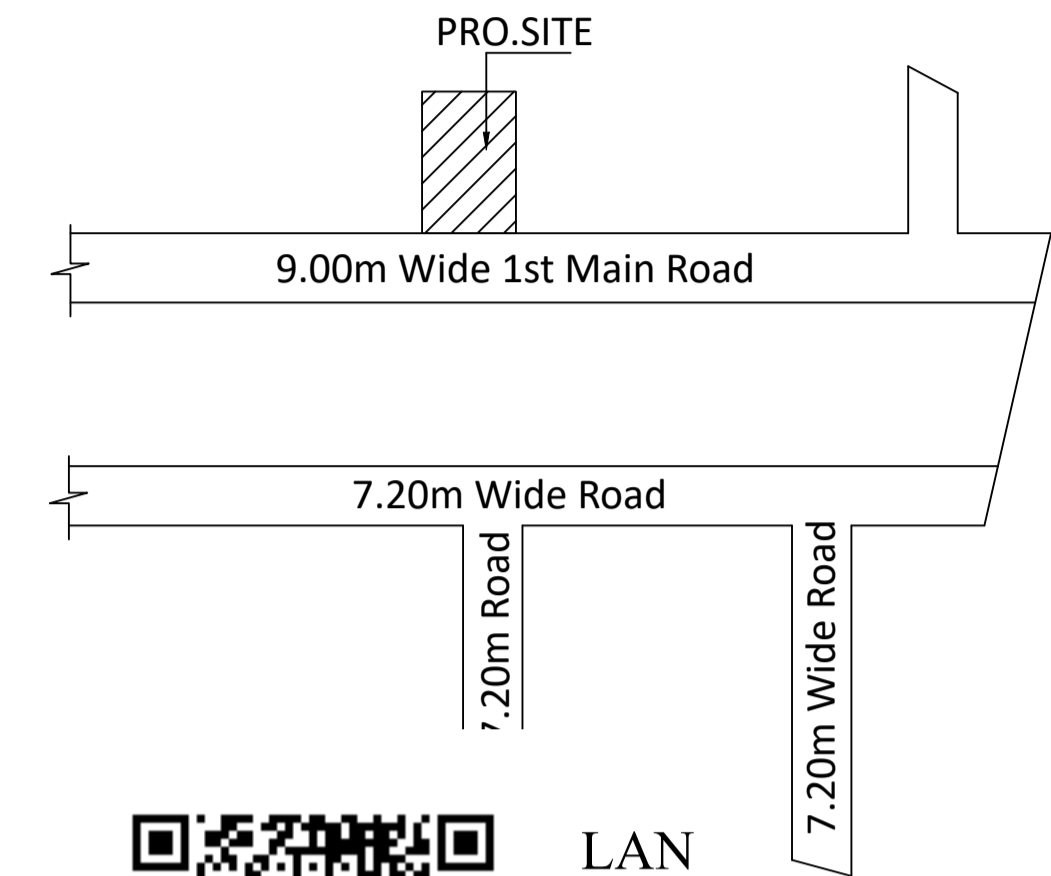 PRO.SITE
9.00m Wide 1st Main Road
7.20m Wide Road
7.20m Road
7.20m Wide Road
LAN